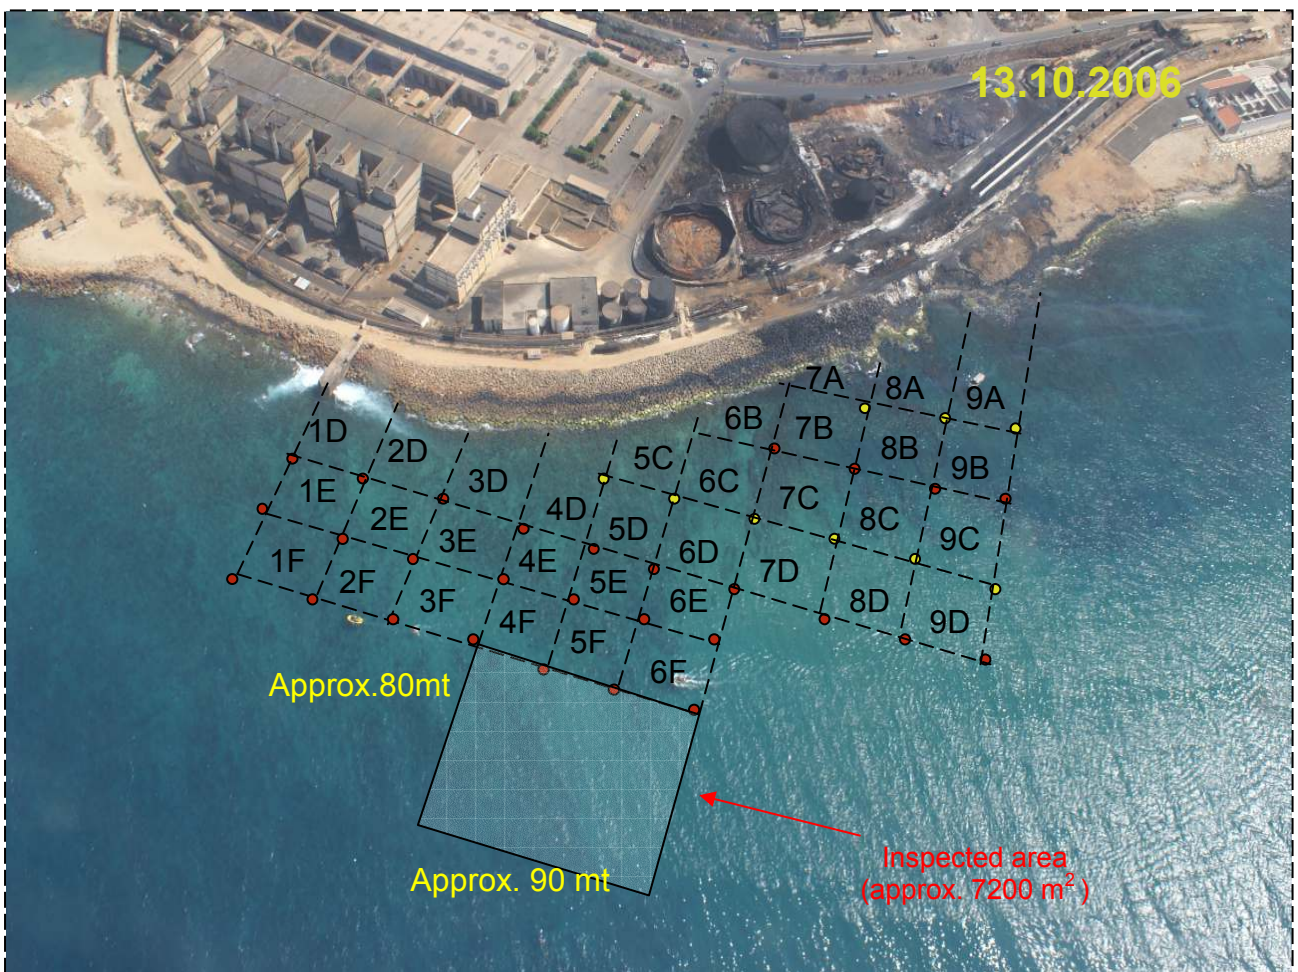 13.10.2006
7A
8A
9A
1D
2D
3D
4D
5C
6B
7B
8B
9B
1E
2E
3E
4E
5D
6C
7C
8C
9C
1F
2F
3F
4F
5E
6D
7D
8D
9D
5F
6E
6F
Approx.80mt
Approx. 90 mt
Inspected area
(approx. 7200 m² )